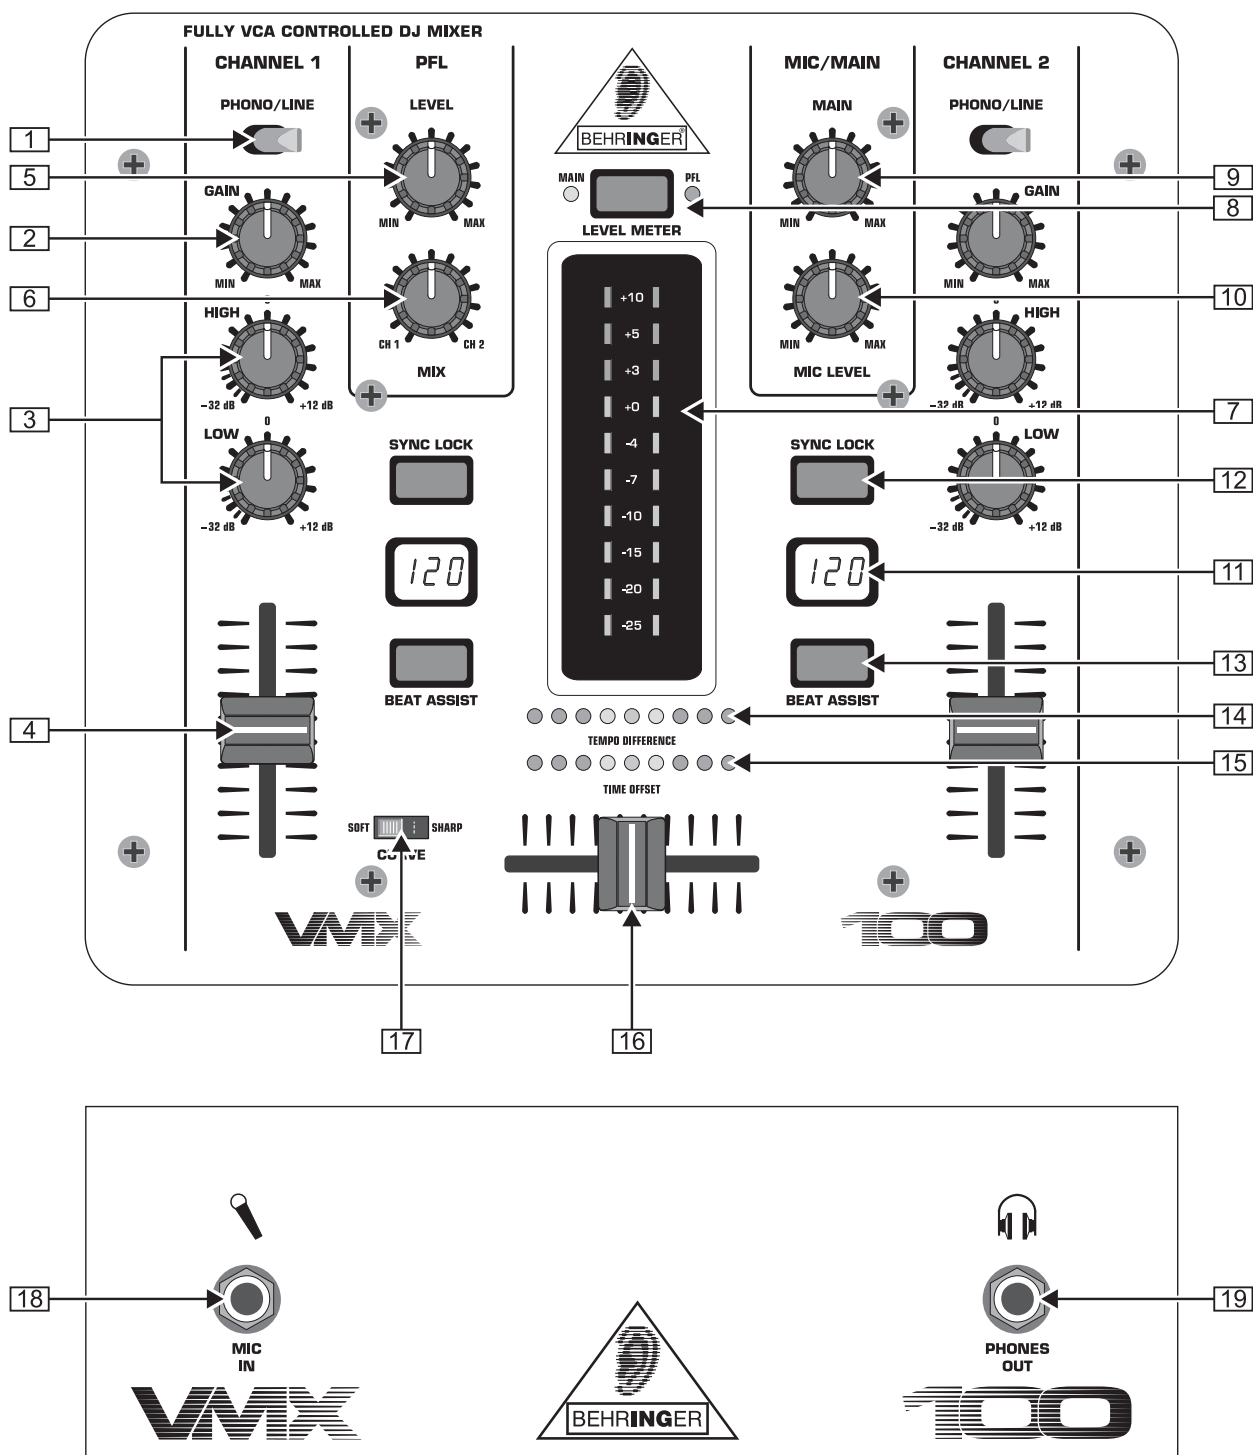 FULLY VCA CONTROLLED DJ MIXER
CHANNEL 1
PFL
MIC/MAIN
CHANNEL 2
PHONO/LINE
LEVEL
BEHRINGER®
MAIN
PHONO/LINE
1
5
2
6
3
4
GAIN
MIN
MAX
HIGH
-32 dB
+12 dB
0
LOW
-32 dB
+12 dB
MIN
MAX
CH 1
CH 2
MIX
SYNC LOCK
120
BEAT ASSIST
MAIN
PFL
LEVEL METER
+10
+5
+3
+0
-4
-7
-10
-15
-20
-25
TEMPO DIFFERENCE
TIME OFFSET
MIN
MAX
MIN
MAX
MIC LEVEL
SYNC LOCK
120
BEAT ASSIST
GAIN
MIN
MAX
HIGH
-32 dB
+12 dB
0
LOW
-32 dB
+12 dB
9
8
10
7
12
11
13
14
15
SOFT
SHARP
VMX
100
17
16
18
19
MIC
IN
PHONES
OUT
VMX
BEHRINGER
100